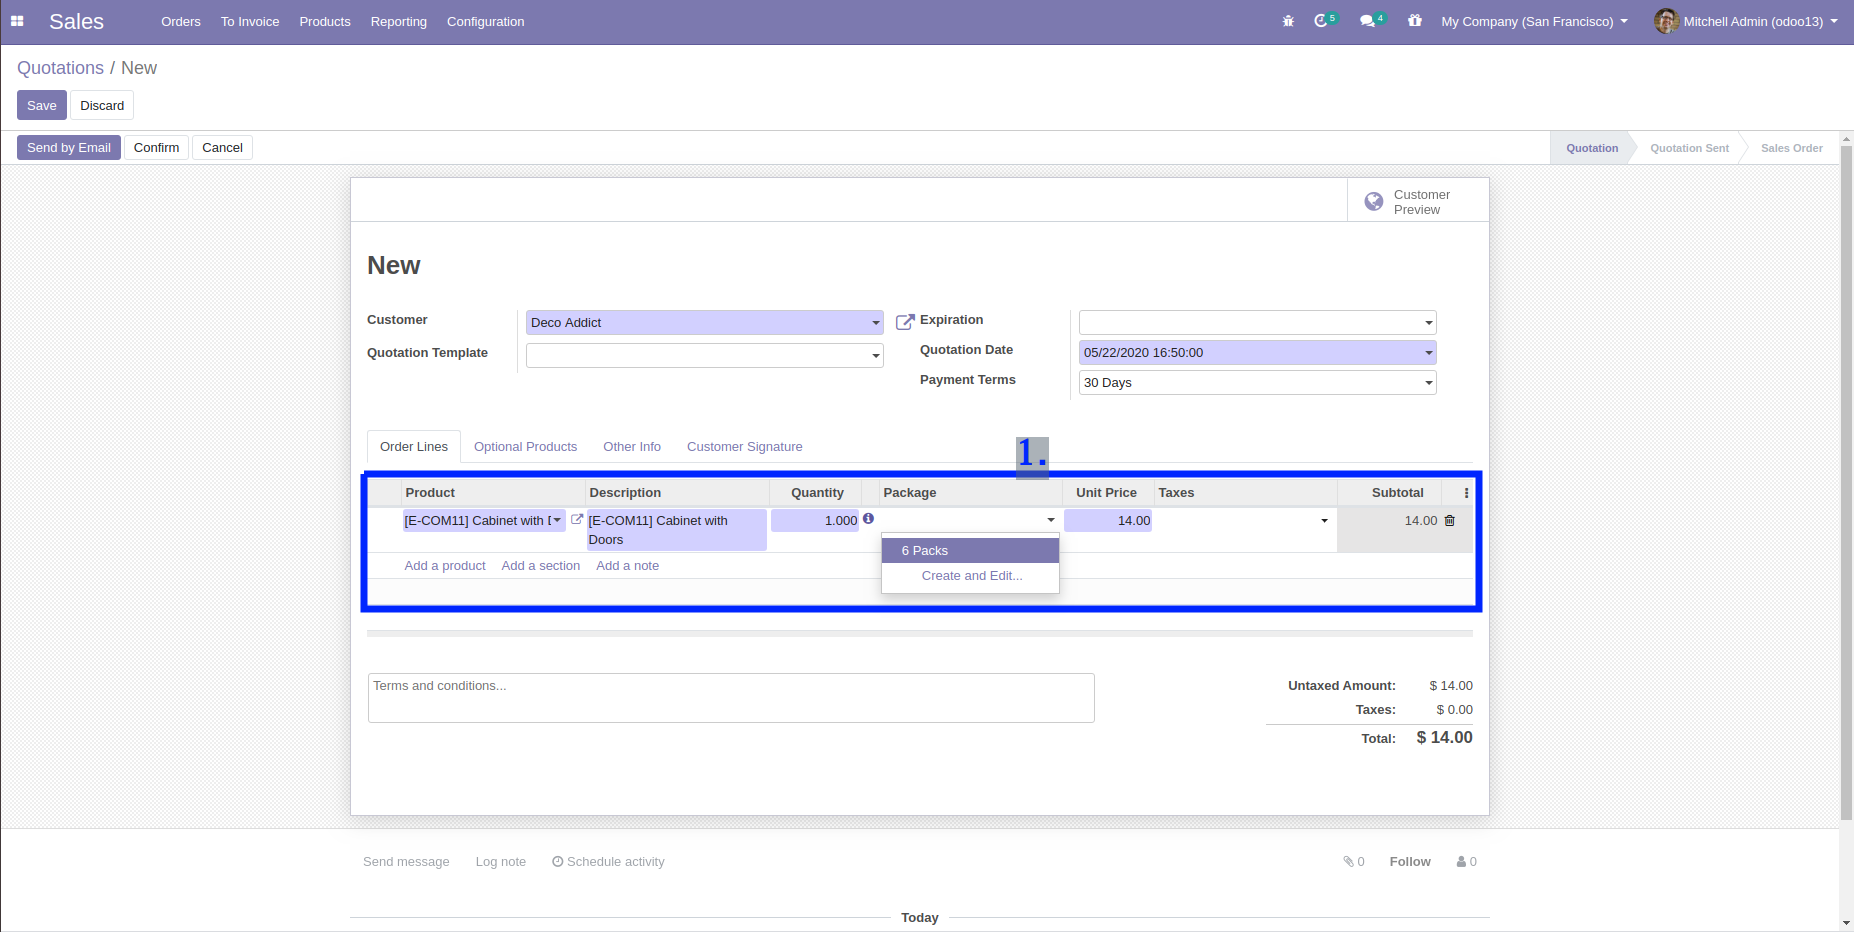 Sales Orders To Invoice Products Reporting Configuration 5 4 My Company (San Francisco) Mitchell Admin (odoo13)
Quotations / New
Save Discard
Send by Email Confirm Cancel Quotation Quotation Sent Sales Order
Customer
Preview
New
Customer Deco Addict Expiration
Quotation Template Quotation Date 05/22/2020 16:50:00
Payment Terms 30 Days
Order Lines Optional Products Other Info Customer Signature 1.
Product Description Quantity Package Unit Price Taxes Subtotal
[E-COM11] Cabinet with [E-COM11] Cabinet with 1.000 14.00 14.00
Doors
6 Packs
Add a product Add a section Add a note
Create and Edit...
Terms and conditions... Untaxed Amount: $ 14.00
Taxes: $ 0.00
Total: $ 14.00
Send message Log note Schedule activity 0 Follow 0
Today